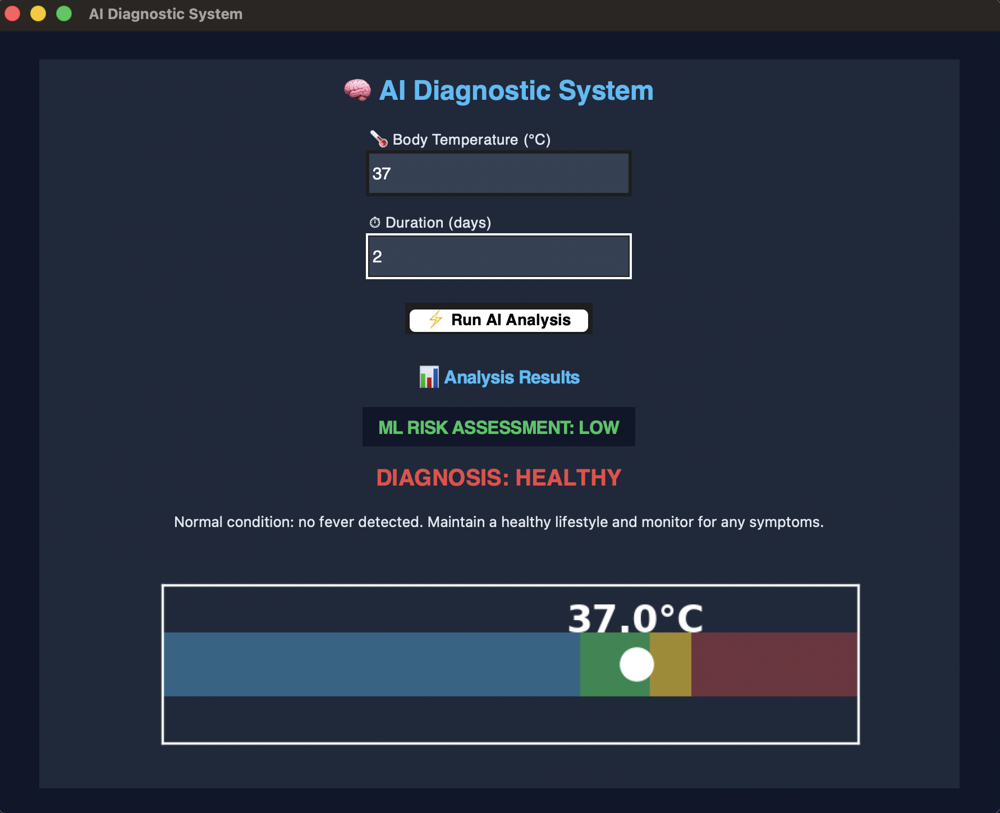 AI Diagnostic System
🧠 AI Diagnostic System
🌡️ Body Temperature (°C)
37
⏱ Duration (days)
2
⚡ Run AI Analysis
📊 Analysis Results
ML RISK ASSESSMENT: LOW
DIAGNOSIS: HEALTHY
Normal condition: no fever detected. Maintain a healthy lifestyle and monitor for any symptoms.
37.0°C